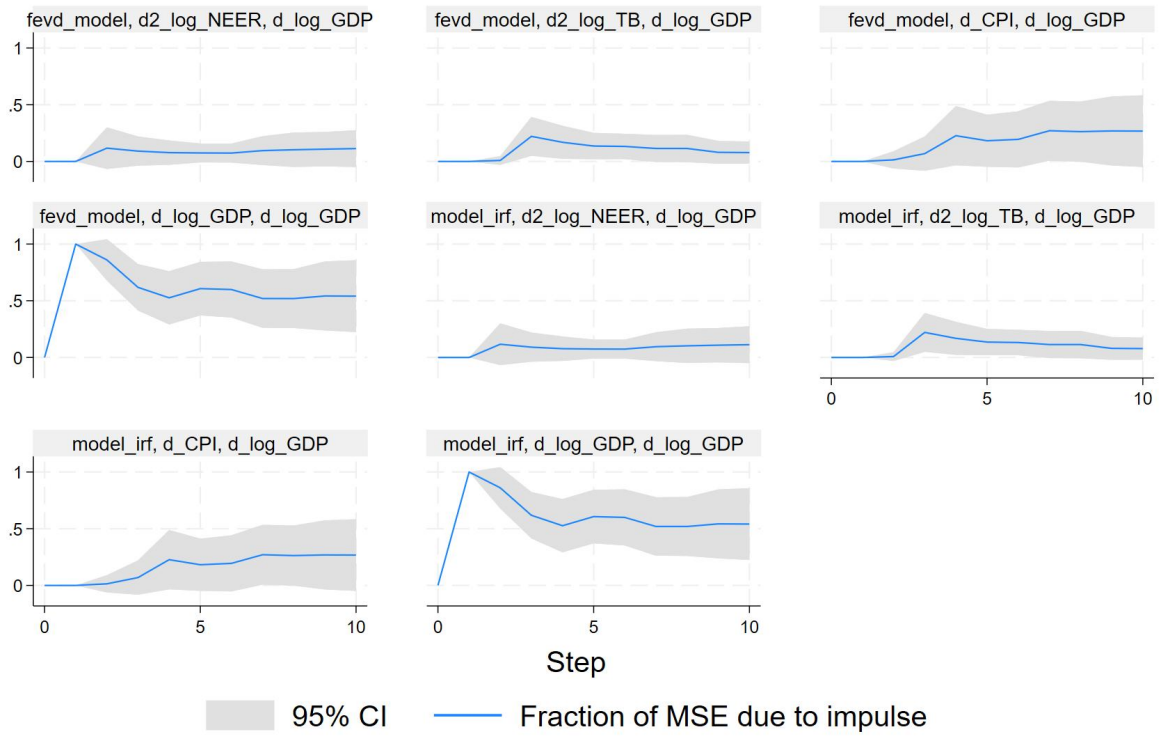 fevd_model, d2_log_NEER, d_log_GDP
fevd_model, d2_log_TB, d_log_GDP
fevd_model, d_CPI, d_log_GDP
1
.5
0
fevd_model, d_log_GDP, d_log_GDP
model_irf, d2_log_NEER, d_log_GDP
model_irf, d2_log_TB, d_log_GDP
1
.5
0
0 5 10
model_irf, d_CPI, d_log_GDP
model_irf, d_log_GDP, d_log_GDP
1
.5
0
0 5 10
0 5 10
Step
95% CI
Fraction of MSE due to impulse